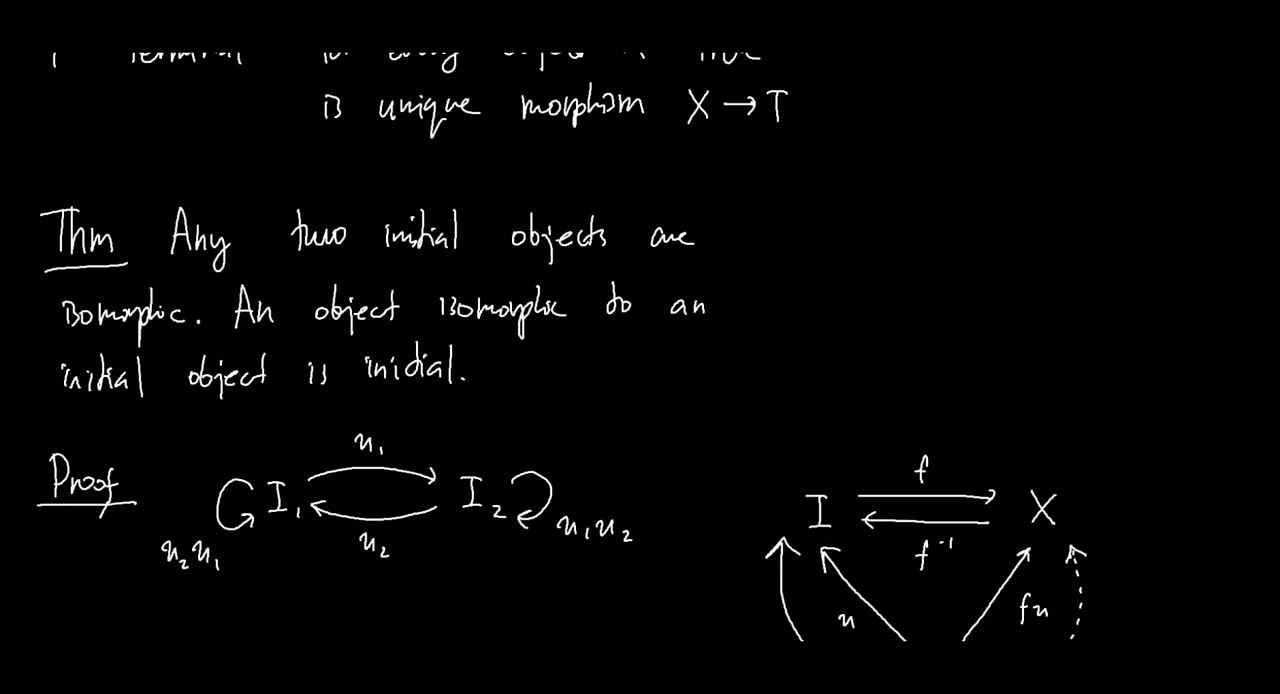 is unique morphism X → T
Thm Any two initial objects are
isomorphic. An object isomorphic to an
initial object is initial.
Proof
u₁
I₁ I₂
u₂
u₂u₁
u₁u₂
f
I X
f⁻¹
u
fu